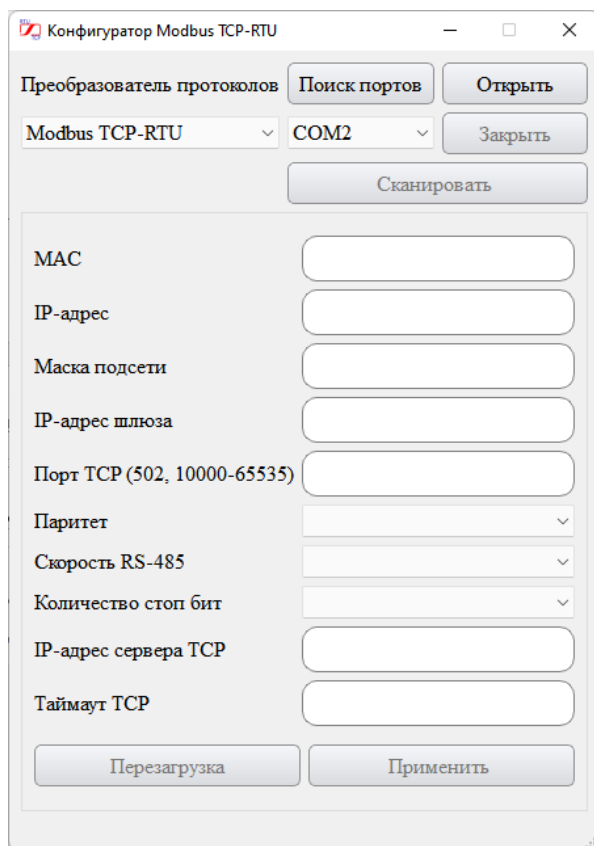 Конфигуратор Modbus TCP-RTU
Преобразователь протоколов Поиск портов Открыть
Modbus TCP-RTU COM2 Закрыть
Сканировать
MAC
IP-адрес
Маска подсети
IP-адрес шлюза
Порт TCP (502, 10000-65535)
Паритет
Скорость RS-485
Количество стоп бит
IP-адрес сервера TCP
Таймаут TCP
Перезагрузка Применить